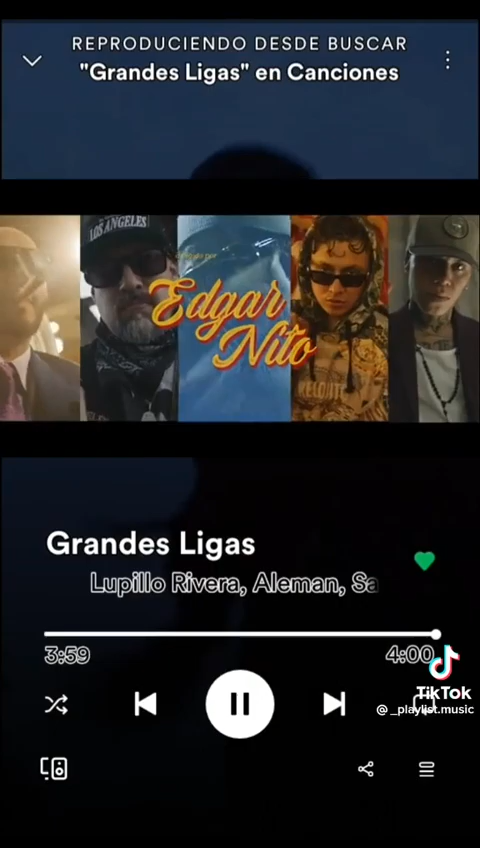 REPRODUCIENDO DESDE BUSCAR
"Grandes Ligas" en Canciones
LOS ANGELES
Edgar
Nito
Grandes Ligas
Lupillo Rivera, Aleman, Sa
3:59
4:00
TikTok
@_playlist.music